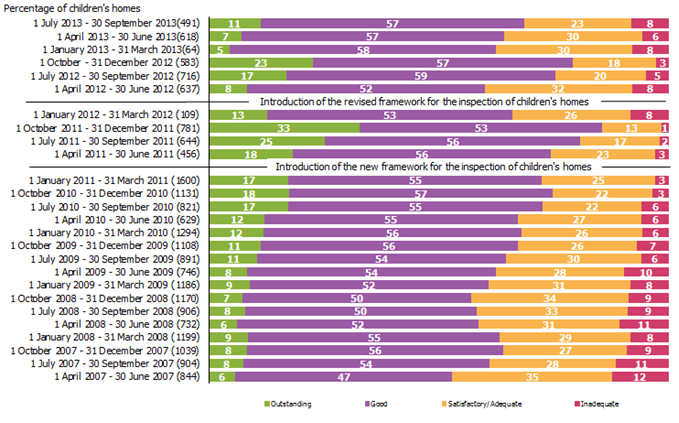 Percentage of children's homes
1 July 2013 - 30 September 2013(491) 11 57 23 8
1 April 2013 - 30 June 2013(618) 7 57 30 6
1 January 2013 - 31 March 2013(64) 5 58 30 8
1 October - 31 December 2012 (583) 23 57 18 3
1 July 2012 - 30 September 2012 (716) 17 59 20 5
1 April 2012 - 30 June 2012 (637) 8 52 32 8
Introduction of the revised framework for the inspection of children's homes
1 January 2012 - 31 March 2012 (109) 13 53 26 8
1 October 2011 - 31 December 2011 (781) 33 53 13 1
1 July 2011 - 30 September 2011 (644) 25 56 17 2
1 April 2011 - 30 June 2011 (456) 18 56 23 3
Introduction of the new framework for the inspection of children's homes
1 January 2011 - 31 March 2011 (1600) 17 55 25 3
1 October 2010 - 31 December 2010 (1131) 18 57 22 3
1 July 2010 - 30 September 2010 (821) 17 55 22 6
1 April 2010 - 30 June 2010 (629) 12 55 27 6
1 January 2010 - 31 March 2010 (1294) 12 56 26 6
1 October 2009 - 31 December 2009 (1108) 11 56 26 7
1 July 2009 - 30 September 2009 (891) 11 54 30 6
1 April 2009 - 30 June 2009 (746) 8 54 28 10
1 January 2009 - 31 March 2009 (1186) 9 52 31 8
1 October 2008 - 31 December 2008 (1170) 7 50 34 9
1 July 2008 - 30 September 2008 (906) 8 50 33 9
1 April 2008 - 30 June 2008 (732) 6 52 31 11
1 January 2008 - 31 March 2008 (1199) 9 55 29 8
1 October 2007 - 31 December 2007 (1039) 8 56 27 9
1 July 2007 - 30 September 2007 (904) 8 54 28 11
1 April 2007 - 30 June 2007 (844) 6 47 35 12
Outstanding Good Satisfactory/Adequate Inadequate